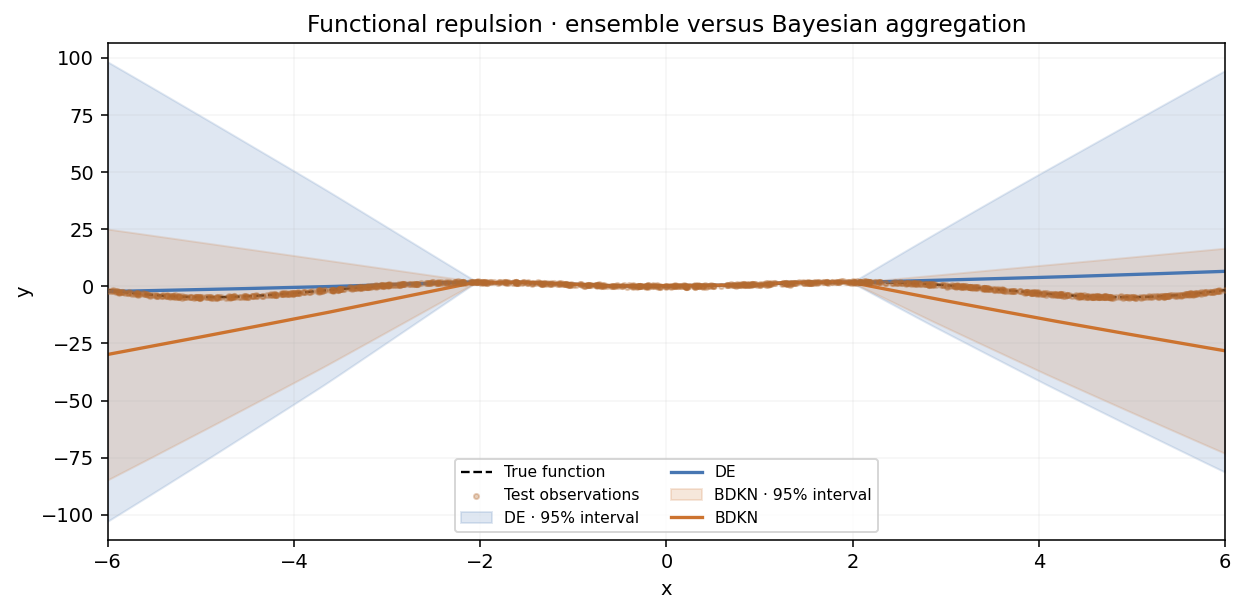 Functional repulsion · ensemble versus Bayesian aggregation
y
100
75
50
25
0
−25
−50
−75
−100
−6
−4
−2
0
2
4
6
x
True function
Test observations
DE · 95% interval
DE
BDKN · 95% interval
BDKN